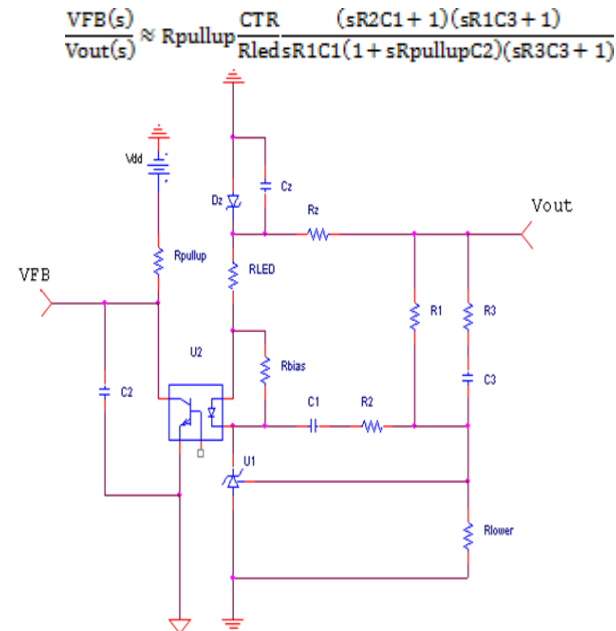 VFB(s)/Vout(s) ≈ Rpullup CTR/Rled (sR2C1 + 1)(sR1C3 + 1)/sR1C1(1 + sRpullupC2)(sR3C3 + 1)
Vdd
Cz
Dz
Rz
Vout
Rpullup
RLED
VFB
R1
R3
U2
Rbias
C2
C1
R2
C3
U1
Rlower